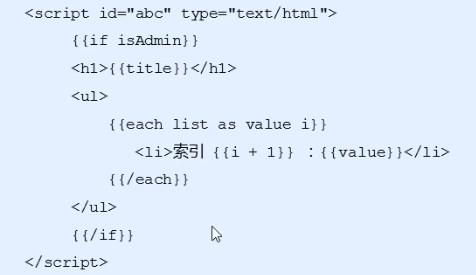 <script id="abc" type="text/html">
{{if isAdmin}}
<h1>{{title}}</h1>
<ul>
{{each list as value i}}
<li>索引 {{i + 1}} ：{{value}}</li>
{{/each}}
</ul>
{{/if}}
</script>